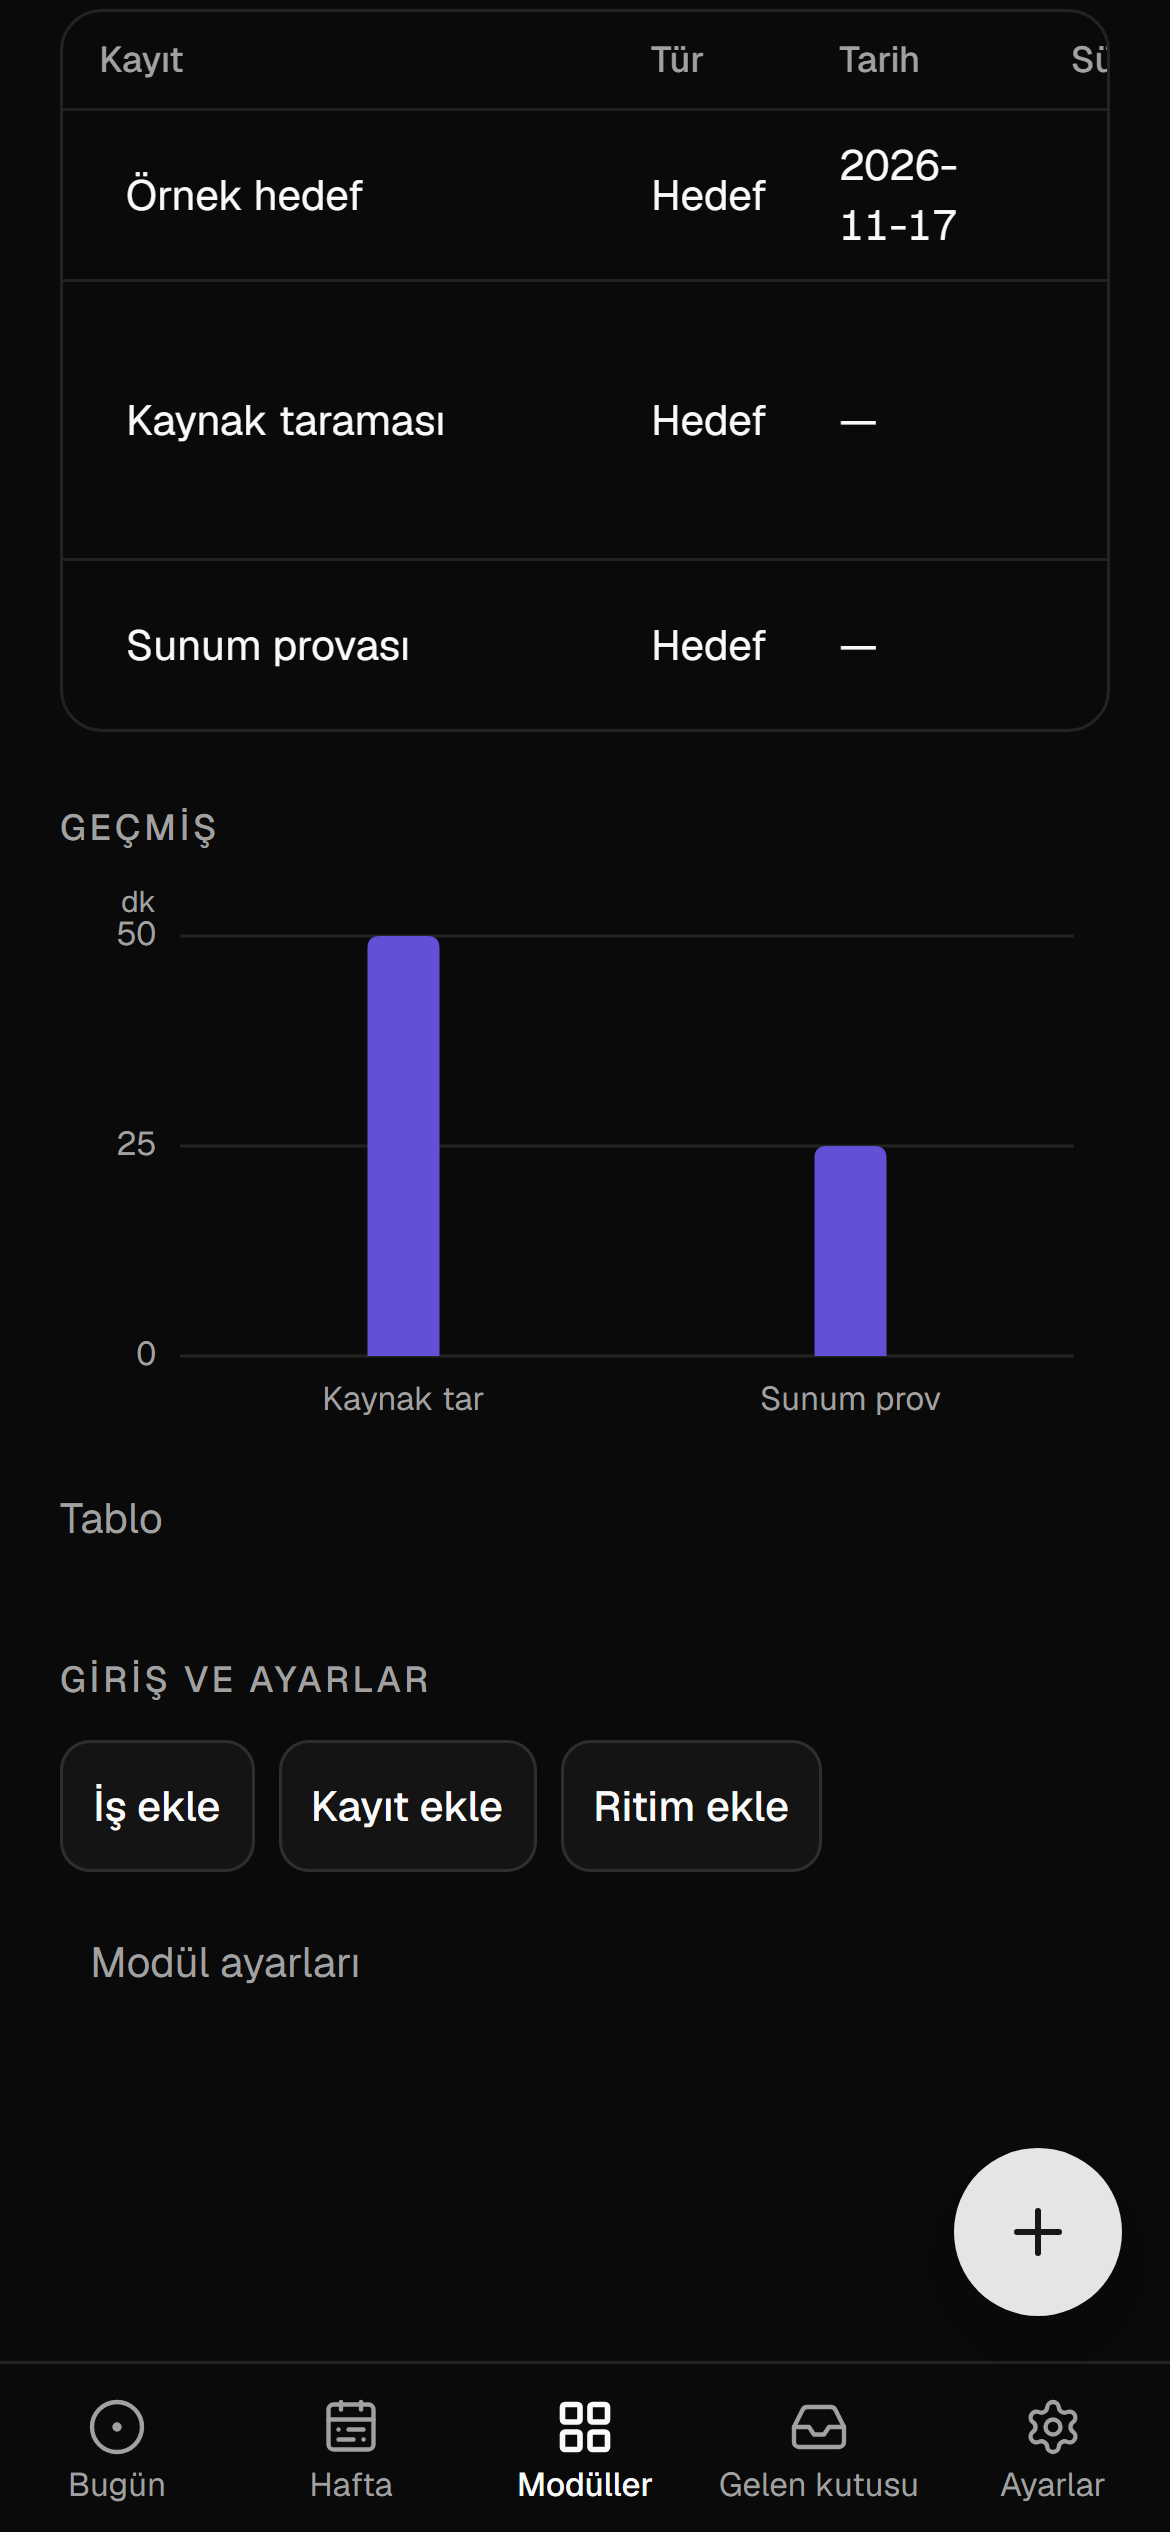 Kayıt Tür Tarih Sü
Örnek hedef Hedef 2026-
11-17
Kaynak taraması Hedef —
Sunum provası Hedef —
GEÇMİŞ
dk
50
25
0
Kaynak tar Sunum prov
Tablo
GİRİŞ VE AYARLAR
İş ekle Kayıt ekle Ritim ekle
Modül ayarları
Bugün Hafta Modüller Gelen kutusu Ayarlar